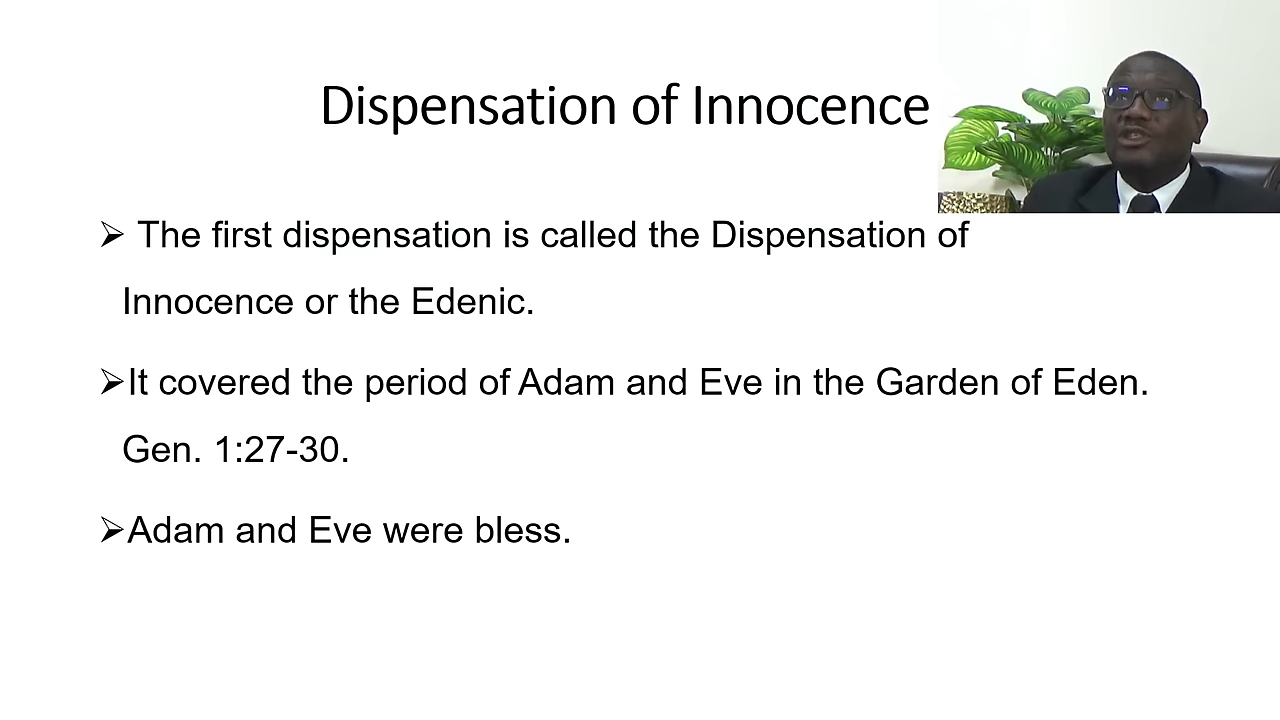 Dispensation of Innocence
➢ The first dispensation is called the Dispensation of
Innocence or the Edenic.
➢It covered the period of Adam and Eve in the Garden of Eden.
Gen. 1:27-30.
➢Adam and Eve were bless.